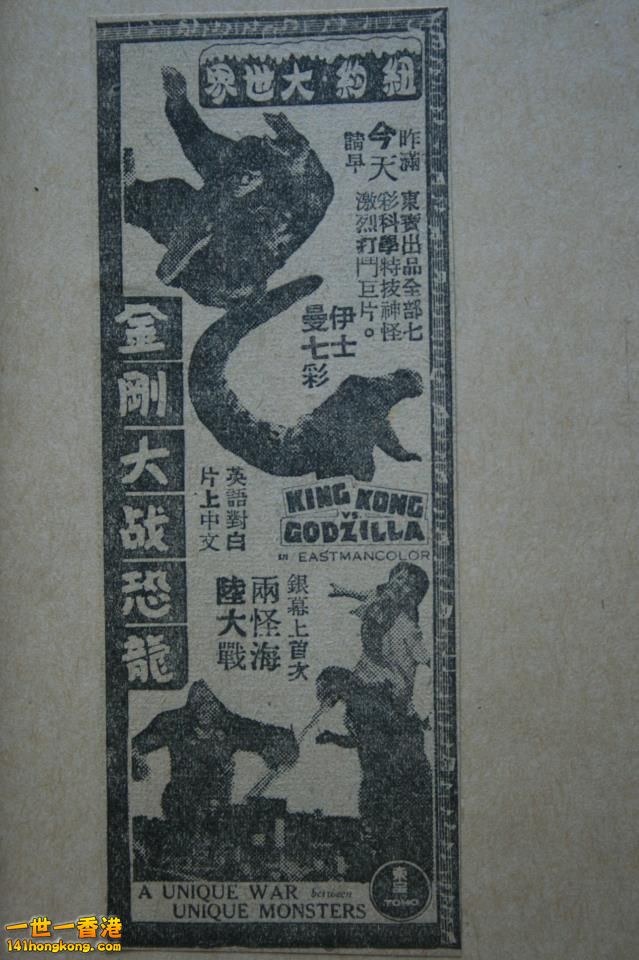 紐約大世界
昨滿
今天
請早
東寶出品全部七
彩科學特技神怪
激烈打鬥巨片。
伊士
曼七彩
金剛大战恐龍
KING KONG
VS.
GODZILLA
IN EASTMANCOLOR
英語對白
片上中文
銀幕上首次
兩怪海
陸大戰
東宝
TOHO
A UNIQUE WAR between
UNIQUE MONSTERS
一世一香港
141hongkong.com